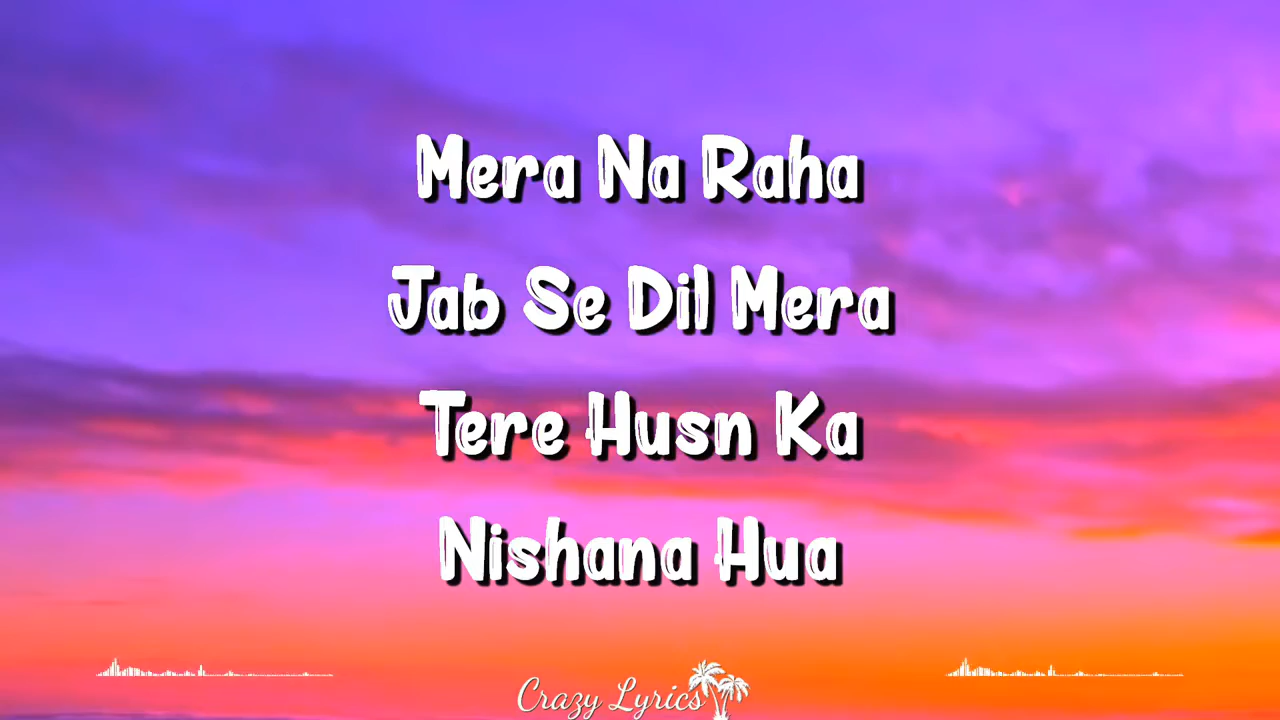 Mera Na Raha
Jab Se Dil Mera
Tere Husn Ka
Nishana Hua
Crazy Lyrics